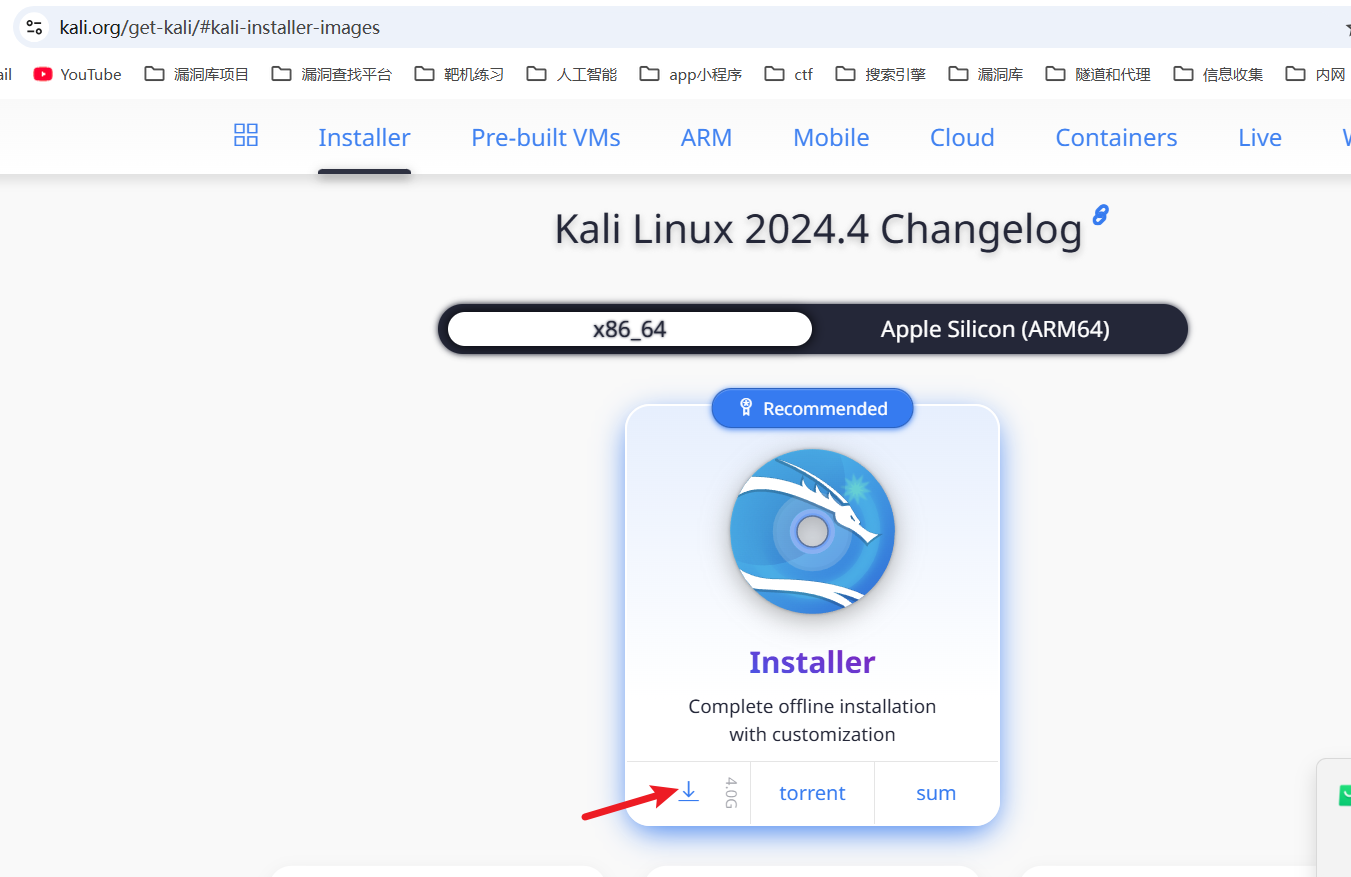 kali.org/get-kali/#kali-installer-images
ail YouTube 漏洞库项目 漏洞查找平台 靶机练习 人工智能 app小程序 ctf 搜索引擎 漏洞库 隧道和代理 信息收集 内网
Installer Pre-built VMs ARM Mobile Cloud Containers Live
Kali Linux 2024.4 Changelog
x86_64 Apple Silicon (ARM64)
Recommended
Installer
Complete offline installation
with customization
4.0G torrent sum